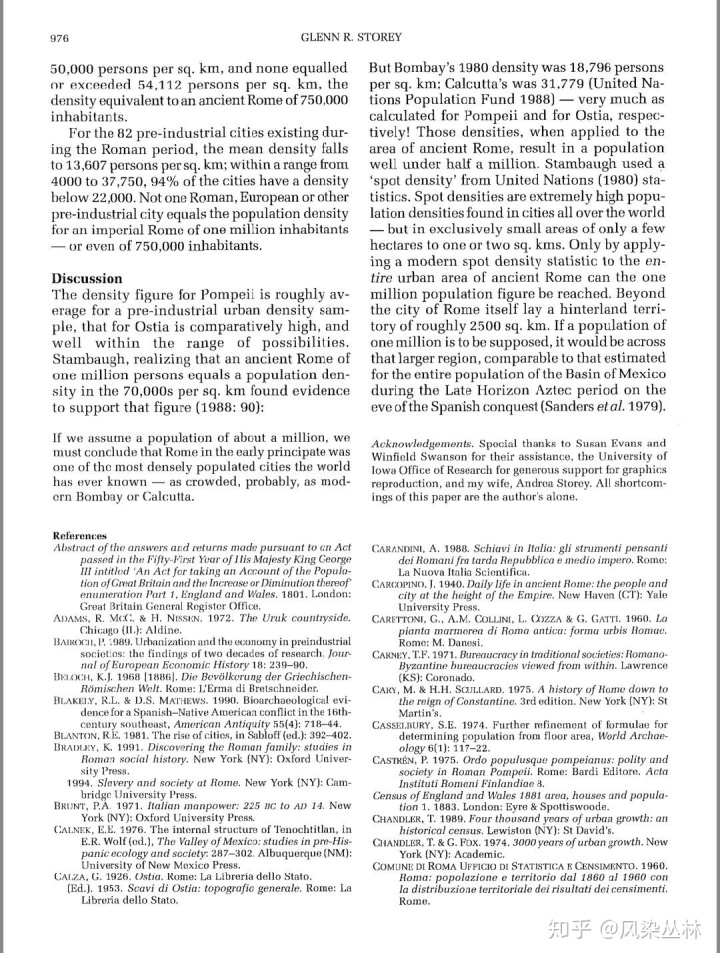 976
GLENN R. STOREY
50,000 persons per sq. km, and none equalled
or exceeded 54,112 persons per sq. km, the
density equivalent to an ancient Rome of 750,000
inhabitants.
For the 82 pre-industrial cities existing dur-
ing the Roman period, the mean density falls
to 13,607 persons per sq. km; within a range from
4000 to 37,750, 94% of the cities have a density
below 22,000. Not one Roman, European or other
pre-industrial city equals the population density
for an imperial Rome of one million inhabitants
— or even of 750,000 inhabitants.
Discussion
The density figure for Pompeii is roughly av-
erage for a pre-industrial urban density sam-
ple, that for Ostia is comparatively high, and
well within the range of possibilities.
Stambaugh, realizing that an ancient Rome of
one million persons equals a population den-
sity in the 70,000s per sq. km found evidence
to support that figure (1988: 90):
If we assume a population of about a million, we
must conclude that Rome in the early principate was
one of the most densely populated cities the world
has ever known — as crowded, probably, as mod-
ern Bombay or Calcutta.
But Bombay's 1980 density was 18,796 persons
per sq. km; Calcutta's was 31,779 (United Na-
tions Population Fund 1988) — very much as
calculated for Pompeii and for Ostia, respec-
tively! Those densities, when applied to the
area of ancient Rome, result in a population
well under half a million. Stambaugh used a
'spot density' from United Nations (1980) sta-
tistics. Spot densities are extremely high popu-
lation densities found in cities all over the world
— but in exclusively small areas of only a few
hectares to one or two sq. kms. Only by apply-
ing a modern spot density statistic to the en-
tire urban area of ancient Rome can the one
million population figure be reached. Beyond
the city of Rome itself lay a hinterland terri-
tory of roughly 2500 sq. km. If a population of
one million is to be supposed, it would be across
that larger region, comparable to that estimated
for the entire population of the Basin of Mexico
during the Late Horizon Aztec period on the
eve of the Spanish conquest (Sanders et al. 1979).
Acknowledgements. Special thanks to Susan Evans and
Winfield Swanson for their assistance, the University of
Iowa Office of Research for generous support for graphics
reproduction, and my wife, Andrea Storey. All shortcom-
ings of this paper are the author's alone.
References
Abstract of the answers and returns made pursuant to an Act
passed in the Fifty-First Year of His Majesty King George
III intitled 'An Act for taking an Account of the Popula-
tion of Great Britain and the Increase or Diminution thereof'
enumeration Part 1, England and Wales. 1801. London:
Great Britain General Register Office.
ADAMS, R. MCC. & H. NISSEN. 1972. The Uruk countryside.
Chicago (IL): Aldine.
BAIROCH, P. 1989. Urbanization and the economy in preindustrial
societies: the findings of two decades of research, Jour-
nal of European Economic History 18: 239–90.
BELOCH, K.J. 1968 [1886]. Die Bevölkerung der Griechischen-
Römischen Welt. Rome: L'Erma di Bretschneider.
BLAKELY, R.L. & D.S. MATHEWS. 1990. Bioarchaeological evi-
dence for a Spanish–Native American conflict in the 16th-
century southeast, American Antiquity 55(4): 718–44.
BLANTON, R.E. 1981. The rise of cities, in Sabloff (ed.): 392–402.
BRADLEY, K. 1991. Discovering the Roman family: studies in
Roman social history. New York (NY): Oxford Univer-
sity Press.
1994. Slavery and society at Rome. New York (NY): Cam-
bridge University Press.
BRUNT, P.A. 1971. Italian manpower: 225 BC to AD 14. New
York (NY): Oxford University Press.
CALNEK, E.E. 1976. The internal structure of Tenochtitlan, in
E.R. Wolf (ed.), The Valley of Mexico: studies in pre-His-
panic ecology and society: 287–302. Albuquerque (NM):
University of New Mexico Press.
CALZA, G. 1926. Ostia. Rome: La Libreria dello Stato.
(Ed.). 1953. Scavi di Ostia: topografie generale. Rome: La
Libreria dello Stato.
CARANDINI, A. 1988. Schiavi in Italia: gli strumenti pensanti
dei Romani fra tarda Repubblica e medio impero. Rome:
La Nuova Italia Scientifica.
CARCOPINO, J. 1940. Daily life in ancient Rome: the people and
city at the height of the Empire. New Haven (CT): Yale
University Press.
CARETTONI, G., A.M. COLLINI, L. COZZA & G. GATTI. 1960. La
pianta marmorea di Roma antica: forma urbis Romae.
Rome: M. Danesi.
CARNEY, T.F. 1971. Bureaucracy in traditional societies: Romano-
Byzantine bureaucracies viewed from within. Lawrence
(KS): Coronado.
CARY, M. & H.H. SCULLARD. 1975. A history of Rome down to
the reign of Constantine. 3rd edition. New York (NY): St
Martin's.
CASSELBURY, S.E. 1974. Further refinement of formulae for
determining population from floor area, World Archae-
ology 6(1): 117–22.
CASTRÉN, P. 1975. Ordo populusque pompeianus: polity and
society in Roman Pompeii. Rome: Bardi Editore. Acta
Instituti Romani Finlandiae 8.
Census of England and Wales 1881 area, houses and popula-
tion 1. 1883. London: Eyre & Spottiswoode.
CHANDLER, T. 1989. Four thousand years of urban growth: an
historical census. Lewiston (NY): St David's.
CHANDLER, T. & G. FOX. 1974. 3000 years of urban growth. New
York (NY): Academic.
COMUNE DI ROMA UFFICIO DI STATISTICA E CENSIMENTO. 1960.
Roma: popolazione e territorio dal 1860 al 1960 con
la distribuzione territoriale dei risultati dei censimenti.
Rome.
知乎 @风染丛林